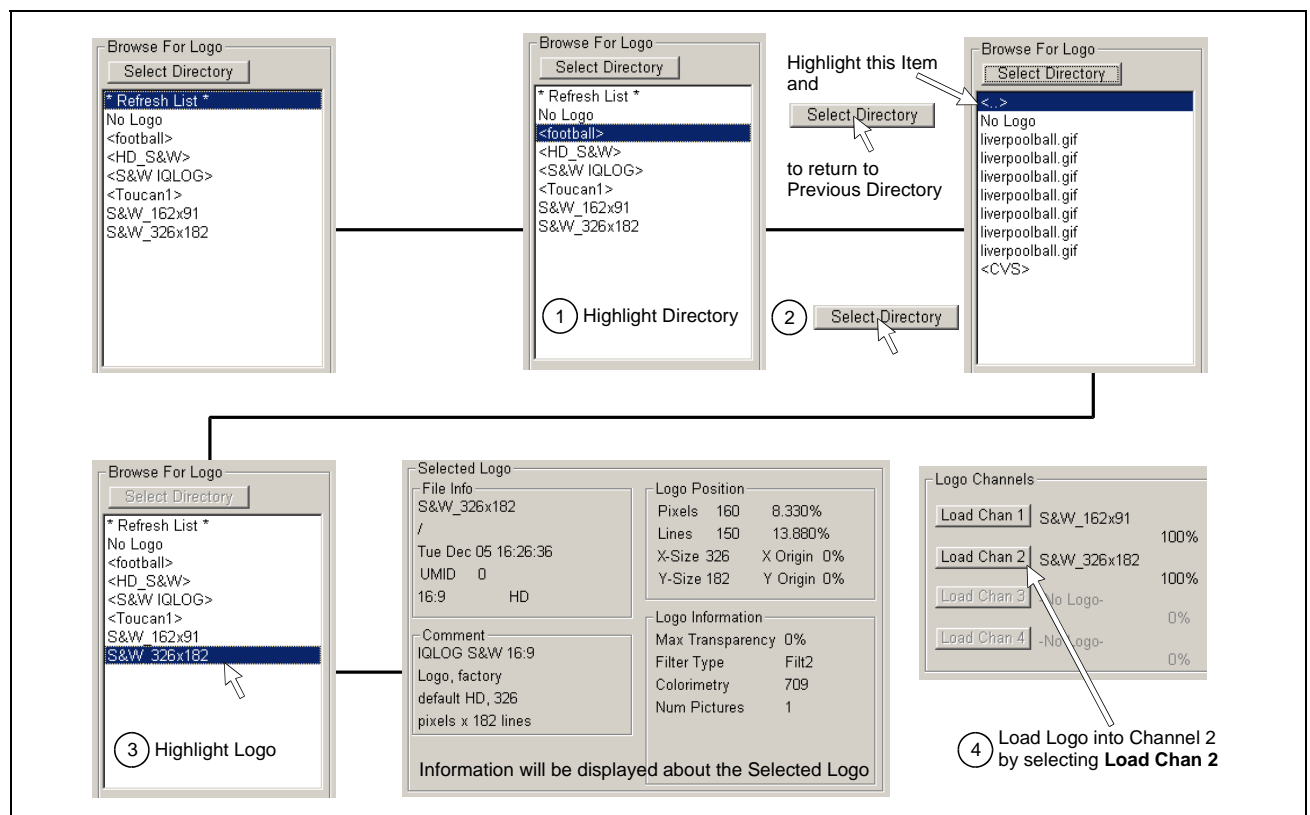 Browse For Logo
Select Directory
* Refresh List *
No Logo
<football>
<HD_S&W>
<S&W IQLOG>
<Toucan1>
S&W_162x91
S&W_326x182
Browse For Logo
Select Directory
* Refresh List *
No Logo
<football>
<HD_S&W>
<S&W IQLOG>
<Toucan1>
S&W_162x91
S&W_326x182
1 Highlight Directory
Highlight this Item
and
Select Directory
to return to
Previous Directory
2 Select Directory
Browse For Logo
Select Directory
<..>
No Logo
liverpoolball.gif
liverpoolball.gif
liverpoolball.gif
liverpoolball.gif
liverpoolball.gif
liverpoolball.gif
liverpoolball.gif
<CVS>
Browse For Logo
Select Directory
* Refresh List *
No Logo
<football>
<HD_S&W>
<S&W IQLOG>
<Toucan1>
S&W_162x91
S&W_326x182
3 Highlight Logo
Selected Logo
File Info
S&W_326x182
/
Tue Dec 05 16:26:36
UMID 0
16:9 HD
Comment
IQLOG S&W 16:9
Logo, factory
default HD, 326
pixels x 182 lines
Logo Position
Pixels 160 8.330%
Lines 150 13.880%
X-Size 326 X Origin 0%
Y-Size 182 Y Origin 0%
Logo Information
Max Transparency 0%
Filter Type Filt2
Colorimetry 709
Num Pictures 1
Information will be displayed about the Selected Logo
Logo Channels
Load Chan 1 S&W_162x91
100%
Load Chan 2 S&W_326x182
100%
Load Chan 3 -No Logo-
0%
Load Chan 4 -No Logo-
0%
4 Load Logo into Channel 2
by selecting Load Chan 2